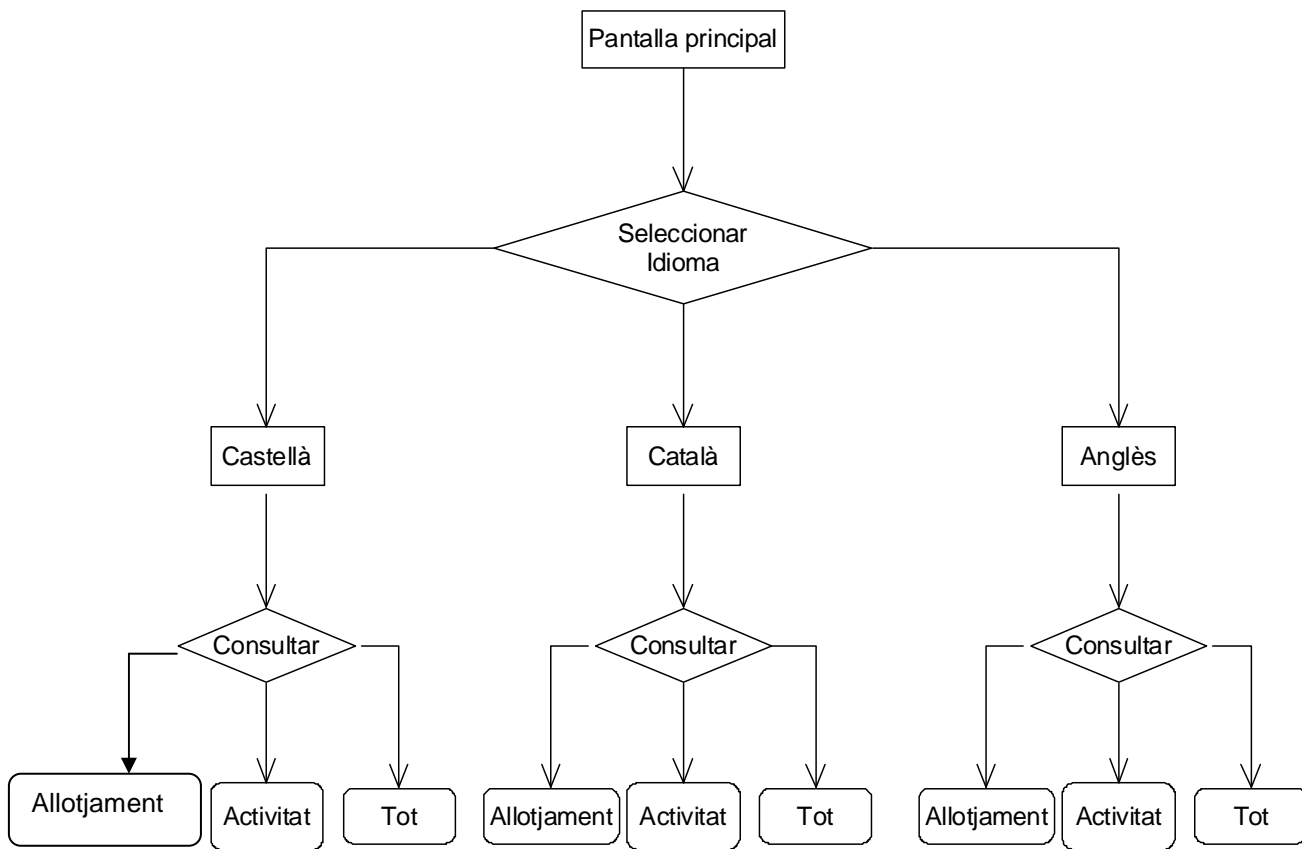 Pantalla principal
Seleccionar
Idioma
Castellà
Català
Anglès
Consultar
Consultar
Consultar
Allotjament
Activitat
Tot
Allotjament
Activitat
Tot
Allotjament
Activitat
Tot